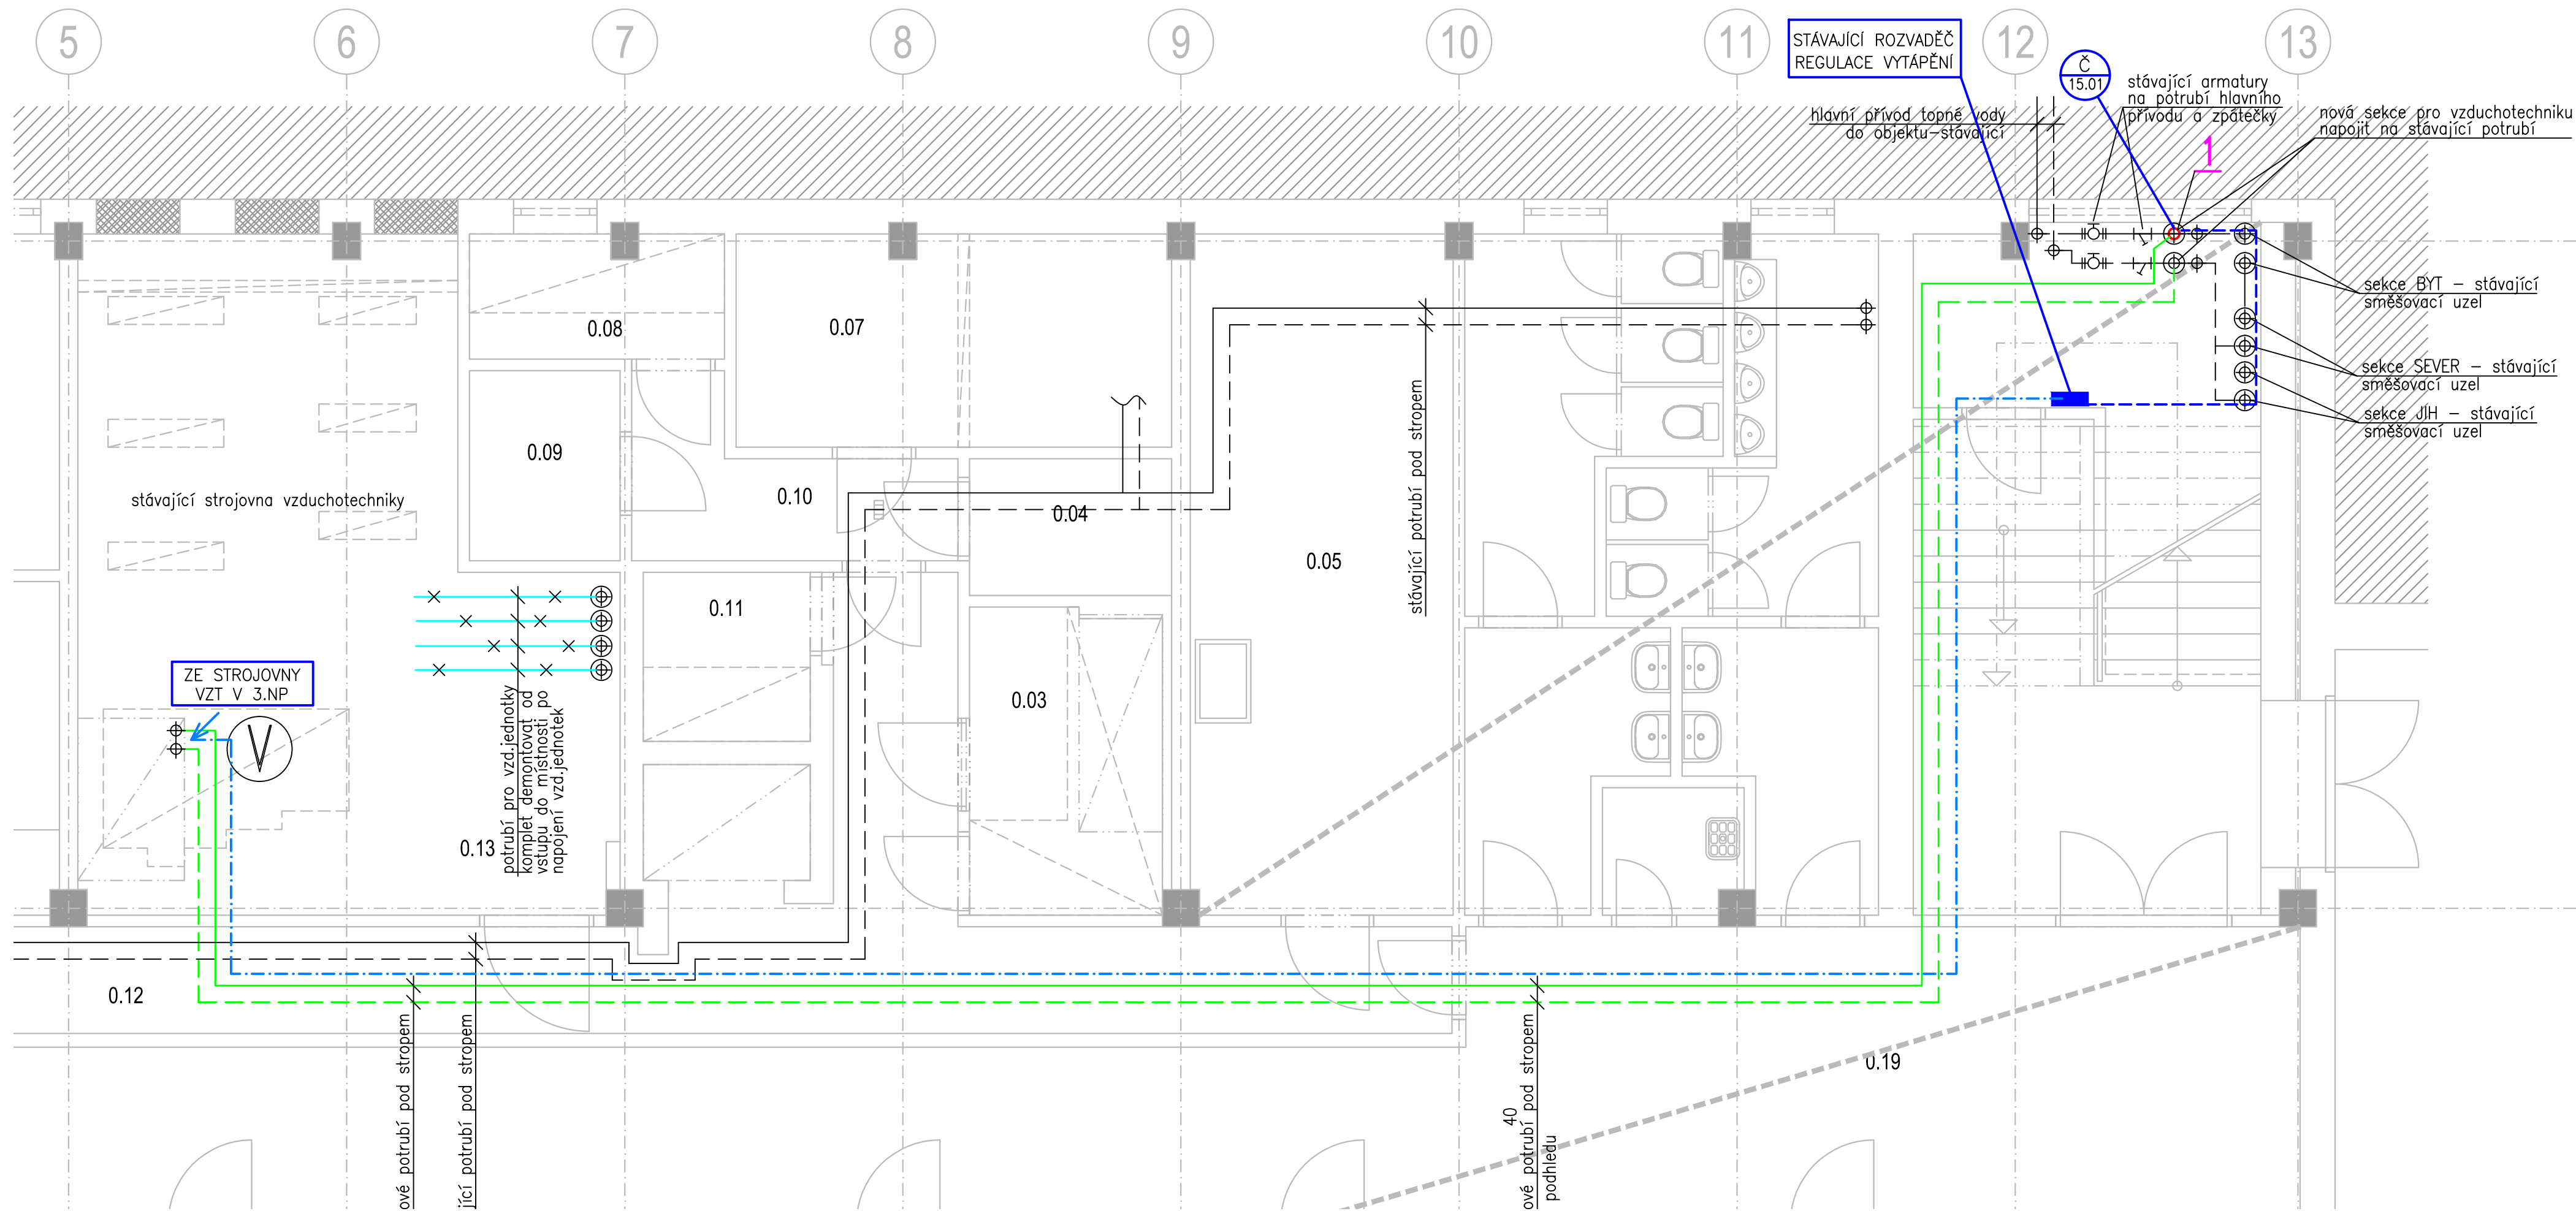 5
6
7
8
9
10
11
12
13
STÁVAJÍCÍ ROZVADĚČ
REGULACE VYTÁPĚNÍ
Č
15.01
stávající armatury
na potrubí hlavního
přívodu a zpátečky
nová sekce pro vzduchotechniku
napojit na stávající potrubí
hlavní přívod topné vody
do objektu-stávající
1
sekce BYT – stávající
směšovací uzel
sekce SEVER – stávající
směšovací uzel
sekce JIH – stávající
směšovací uzel
0.08
0.07
0.09
0.10
0.04
0.05
0.11
0.03
0.13
0.12
0.19
stávající strojovna vzduchotechniky
stávající potrubí pod stropem
ZE STROJOVNY
VZT V 3.NP
V
potrubí pro vzd.jednotky
komplet demontovat od
vstupu do místnosti po
napojení vzd.jednotek
ové potrubí pod stropem
jící potrubí pod stropem
40
ové potrubí pod stropem
podhledu